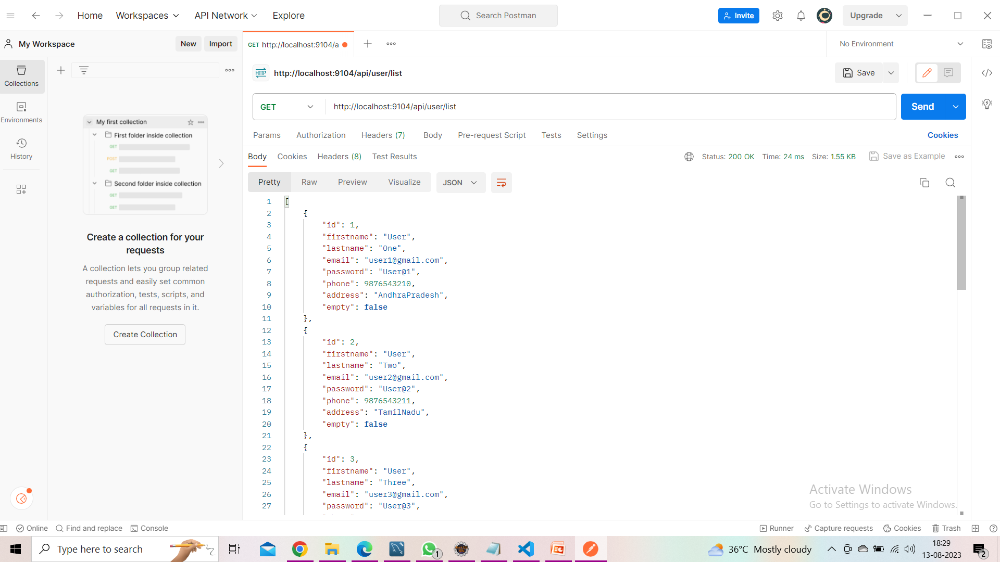 Home Workspaces API Network Explore Search Postman Invite Upgrade
My Workspace New Import GET http://localhost:9104/a No Environment
HTTP http://localhost:9104/api/user/list Save
Collections
Environments
History
My first collection
First folder inside collection
GET
POST
GET
Second folder inside collection
GET
GET
Create a collection for your
requests
A collection lets you group related
requests and easily set common
authorization, tests, scripts, and
variables for all requests in it.
Create Collection
GET http://localhost:9104/api/user/list Send
Params Authorization Headers (7) Body Pre-request Script Tests Settings Cookies
Body Cookies Headers (8) Test Results Status: 200 OK Time: 24 ms Size: 1.55 KB Save as Example
Pretty Raw Preview Visualize JSON
1 [
2 {
3 "id": 1,
4 "firstname": "User",
5 "lastname": "One",
6 "email": "user1@gmail.com",
7 "password": "User@1",
8 "phone": 9876543210,
9 "address": "AndhraPradesh",
10 "empty": false
11 },
12 {
13 "id": 2,
14 "firstname": "User",
15 "lastname": "Two",
16 "email": "user2@gmail.com",
17 "password": "User@2",
18 "phone": 9876543211,
19 "address": "TamilNadu",
20 "empty": false
21 },
22 {
23 "id": 3,
24 "firstname": "User",
25 "lastname": "Three",
26 "email": "user3@gmail.com",
27 "password": "User@3",
Activate Windows
Go to Settings to activate Windows.
Online Find and replace Console Runner Capture requests Cookies Trash
Type here to search 1 36°C Mostly cloudy 18:29
13-08-2023 2